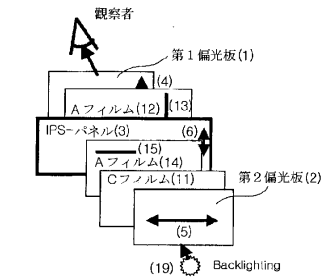 観察者
第1偏光板(1)
(4)
Aフィルム(12)
(13)
IPS-パネル(3)
(6)
(15)
Aフィルム(14)
Cフィルム(11)
第2偏光板(2)
(5)
(19)
Backlighting